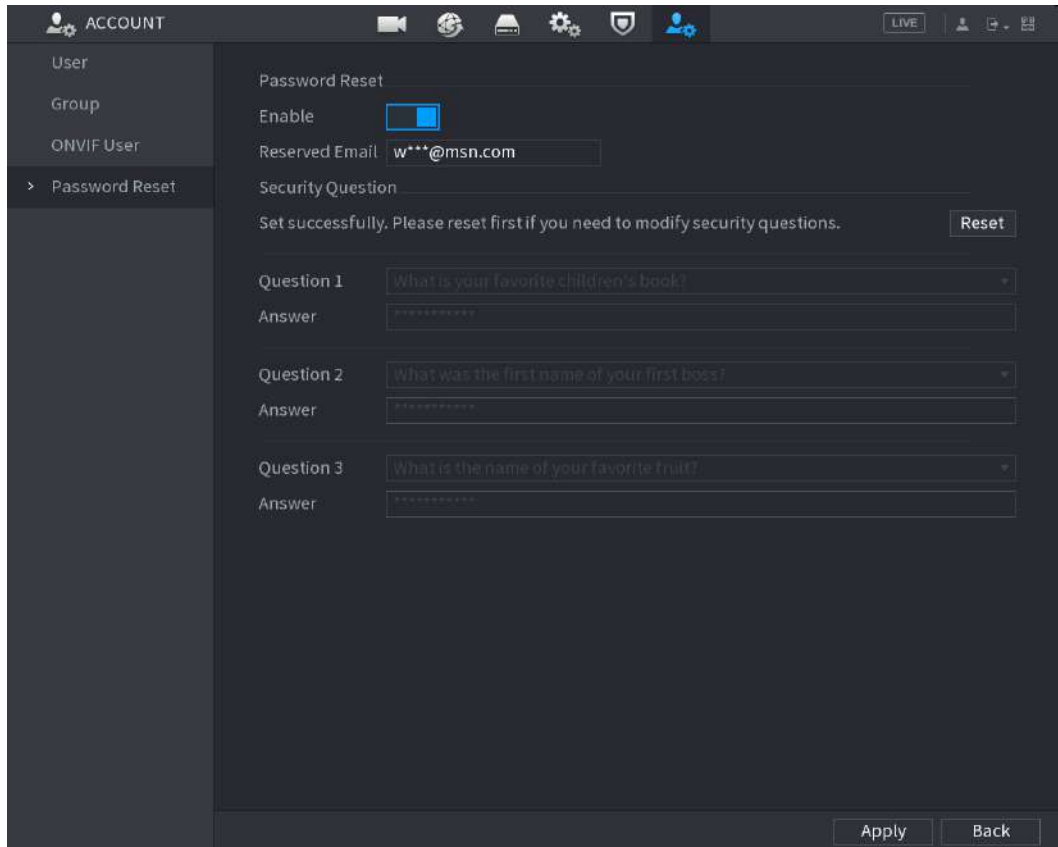 ACCOUNT
LIVE
User
Group
ONVIF User
> Password Reset
Password Reset
Enable
Reserved Email w***@msn.com
Security Question
Set successfully. Please reset first if you need to modify security questions. Reset
Question 1 What is your favorite children's book?
Answer ***********
Question 2 What was the first name of your first boss?
Answer ***********
Question 3 What is the name of your favorite fruit?
Answer ***********
Apply Back